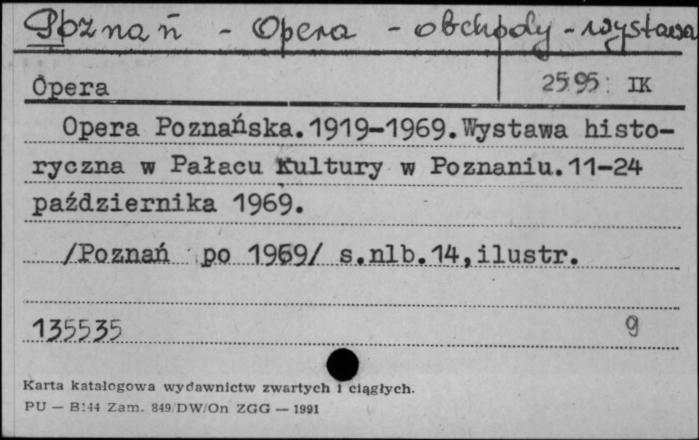 Poznań - Opera - obchody - wystawa
Opera 2595 IK
Opera Poznańska.1919-1969.Wystawa histo-
ryczna w Pałacu Kultury w Poznaniu.11-24
października 1969.
/Poznań po 1969/ s.nlb.14,ilustr.
135535 9
Karta katalogowa wydawnictw zwartych i ciągłych.
PU — B 44 Zam. 849/DW/On ZGG — 1991